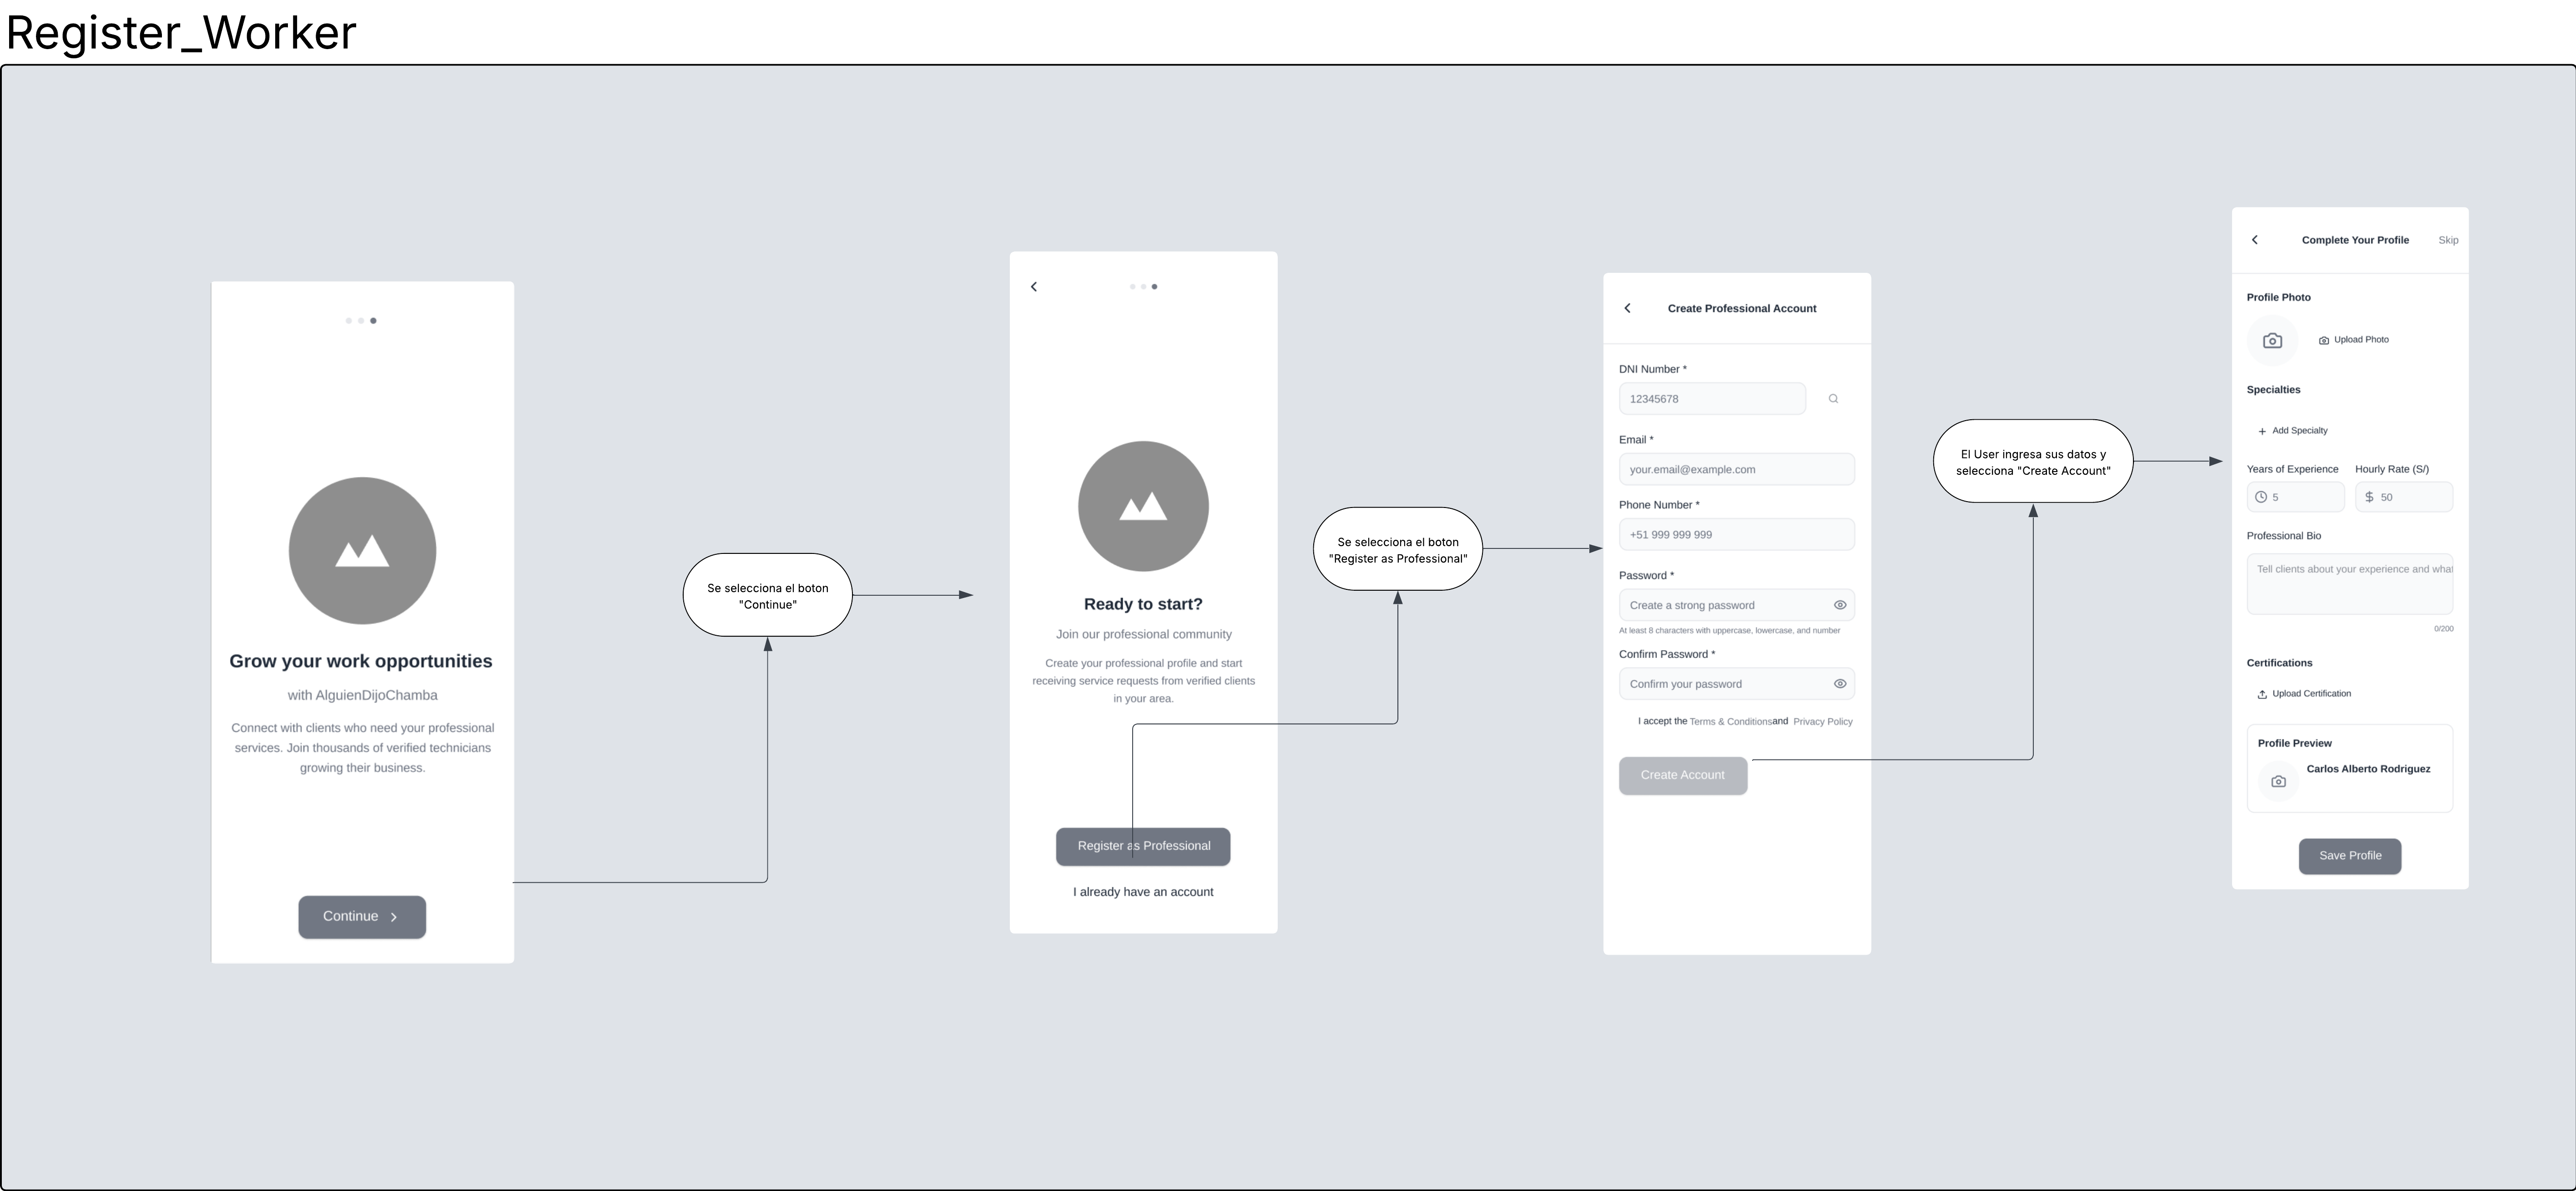 Register_Worker
Grow your work opportunities
with AlguienDijoChamba
Connect with clients who need your professional
services. Join thousands of verified technicians
growing their business.
Continue
Se selecciona el boton
"Continue"
Ready to start?
Join our professional community
Create your professional profile and start
receiving service requests from verified clients
in your area.
Register as Professional
I already have an account
Se selecciona el boton
"Register as Professional"
Create Professional Account
DNI Number *
12345678
Email *
your.email@example.com
Phone Number *
+51 999 999 999
Password *
Create a strong password
At least 8 characters with uppercase, lowercase, and number
Confirm Password *
Confirm your password
I accept the Terms & Conditionsand Privacy Policy
Create Account
El User ingresa sus datos y
selecciona "Create Account"
Complete Your Profile
Skip
Profile Photo
Upload Photo
Specialties
Add Specialty
Years of Experience
Hourly Rate (S/)
5
$ 50
Professional Bio
Tell clients about your experience and what
0/200
Certifications
Upload Certification
Profile Preview
Carlos Alberto Rodriguez
Save Profile